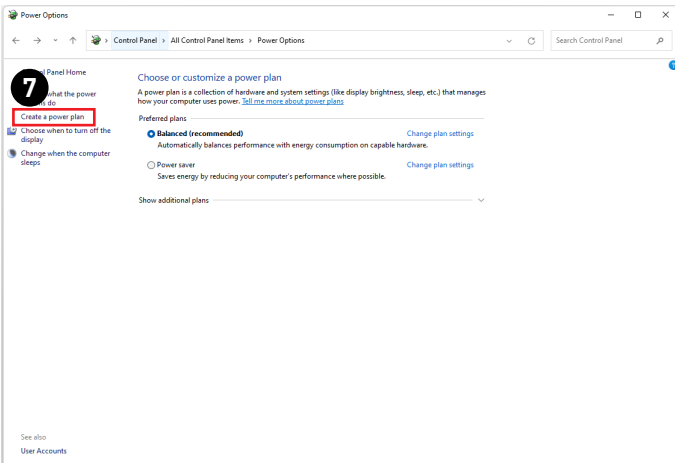 Power Options
Control Panel > All Control Panel Items > Power Options
Search Control Panel
Panel Home
7
what the power
do
Create a power plan
Choose when to turn off the
display
Change when the computer
sleeps
Choose or customize a power plan
A power plan is a collection of hardware and system settings (like display brightness, sleep, etc.) that manages
how your computer uses power. Tell me more about power plans
Preferred plans
Balanced (recommended)
Change plan settings
Automatically balances performance with energy consumption on capable hardware.
Power saver
Change plan settings
Saves energy by reducing your computer's performance where possible.
Show additional plans
See also
User Accounts